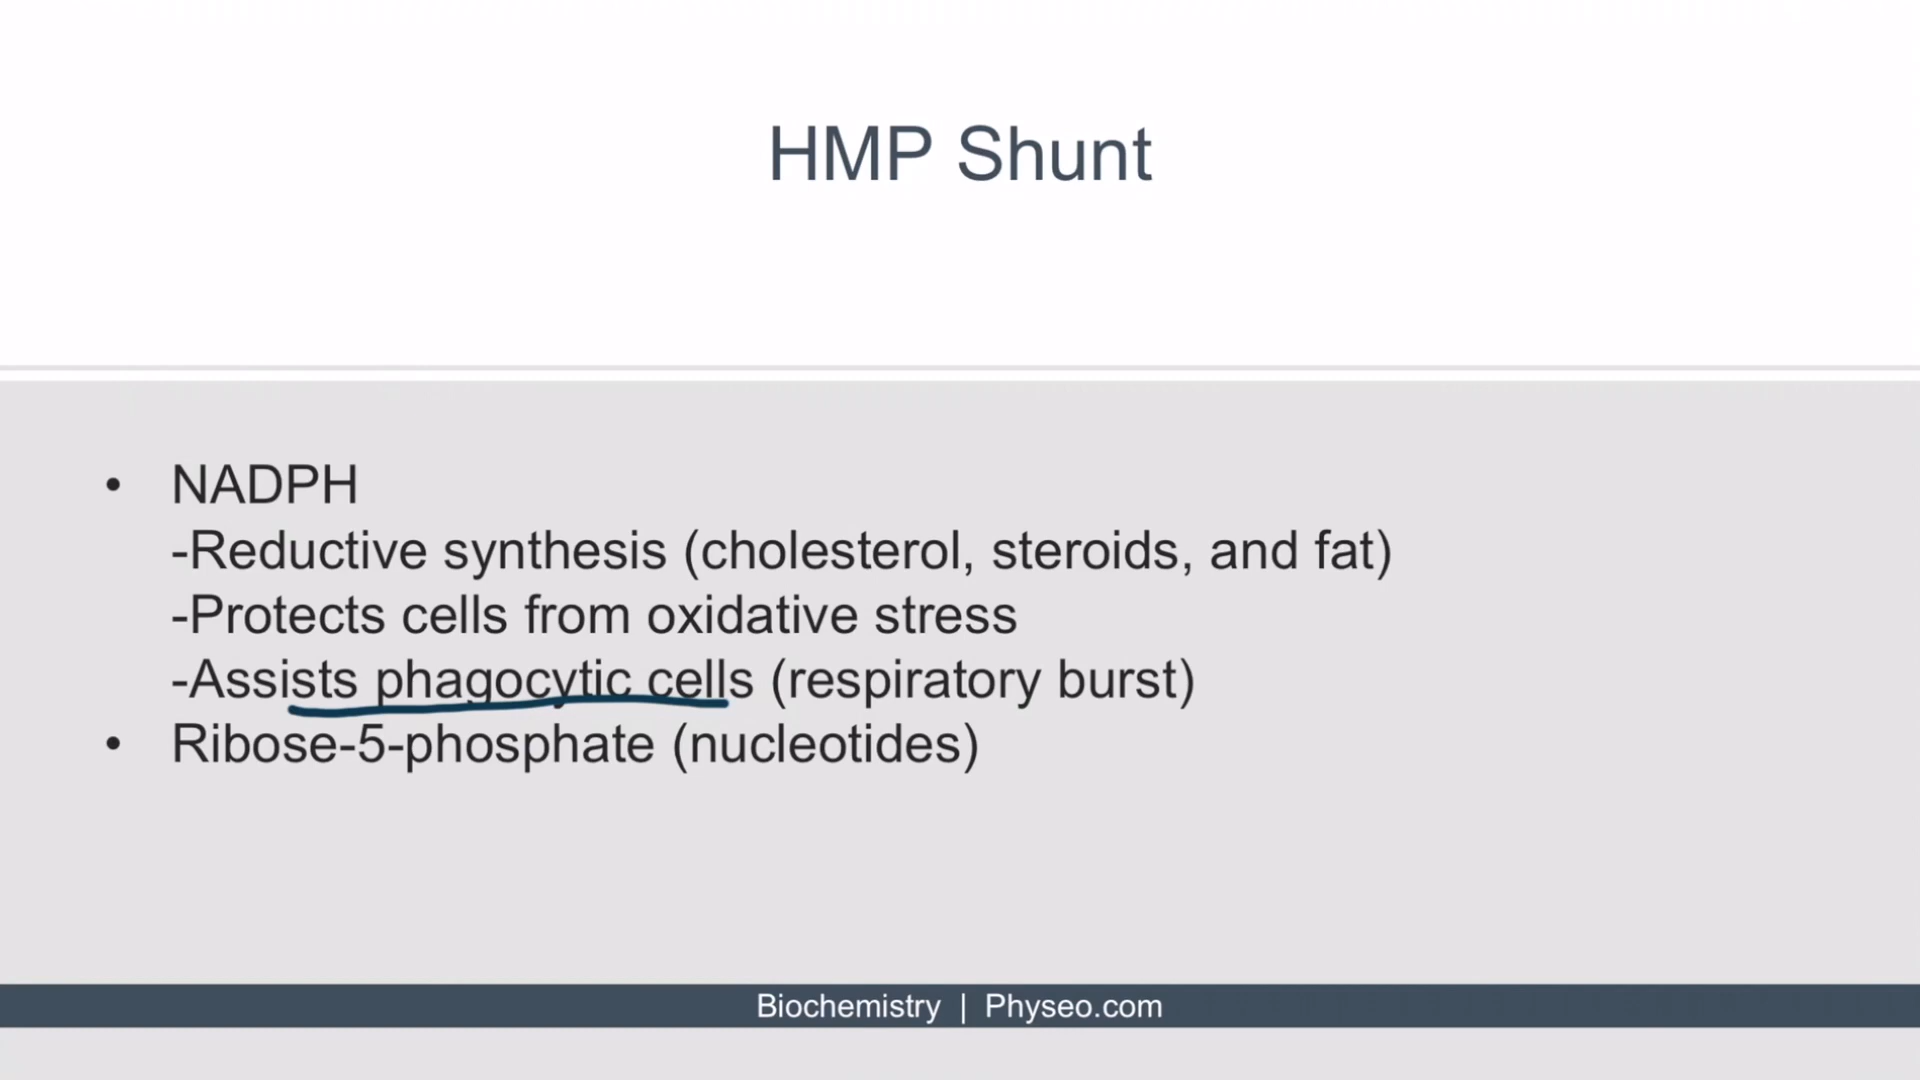 HMP Shunt
• NADPH
-Reductive synthesis (cholesterol, steroids, and fat)
-Protects cells from oxidative stress
-Assists phagocytic cells (respiratory burst)
• Ribose-5-phosphate (nucleotides)
Biochemistry | Physeo.com